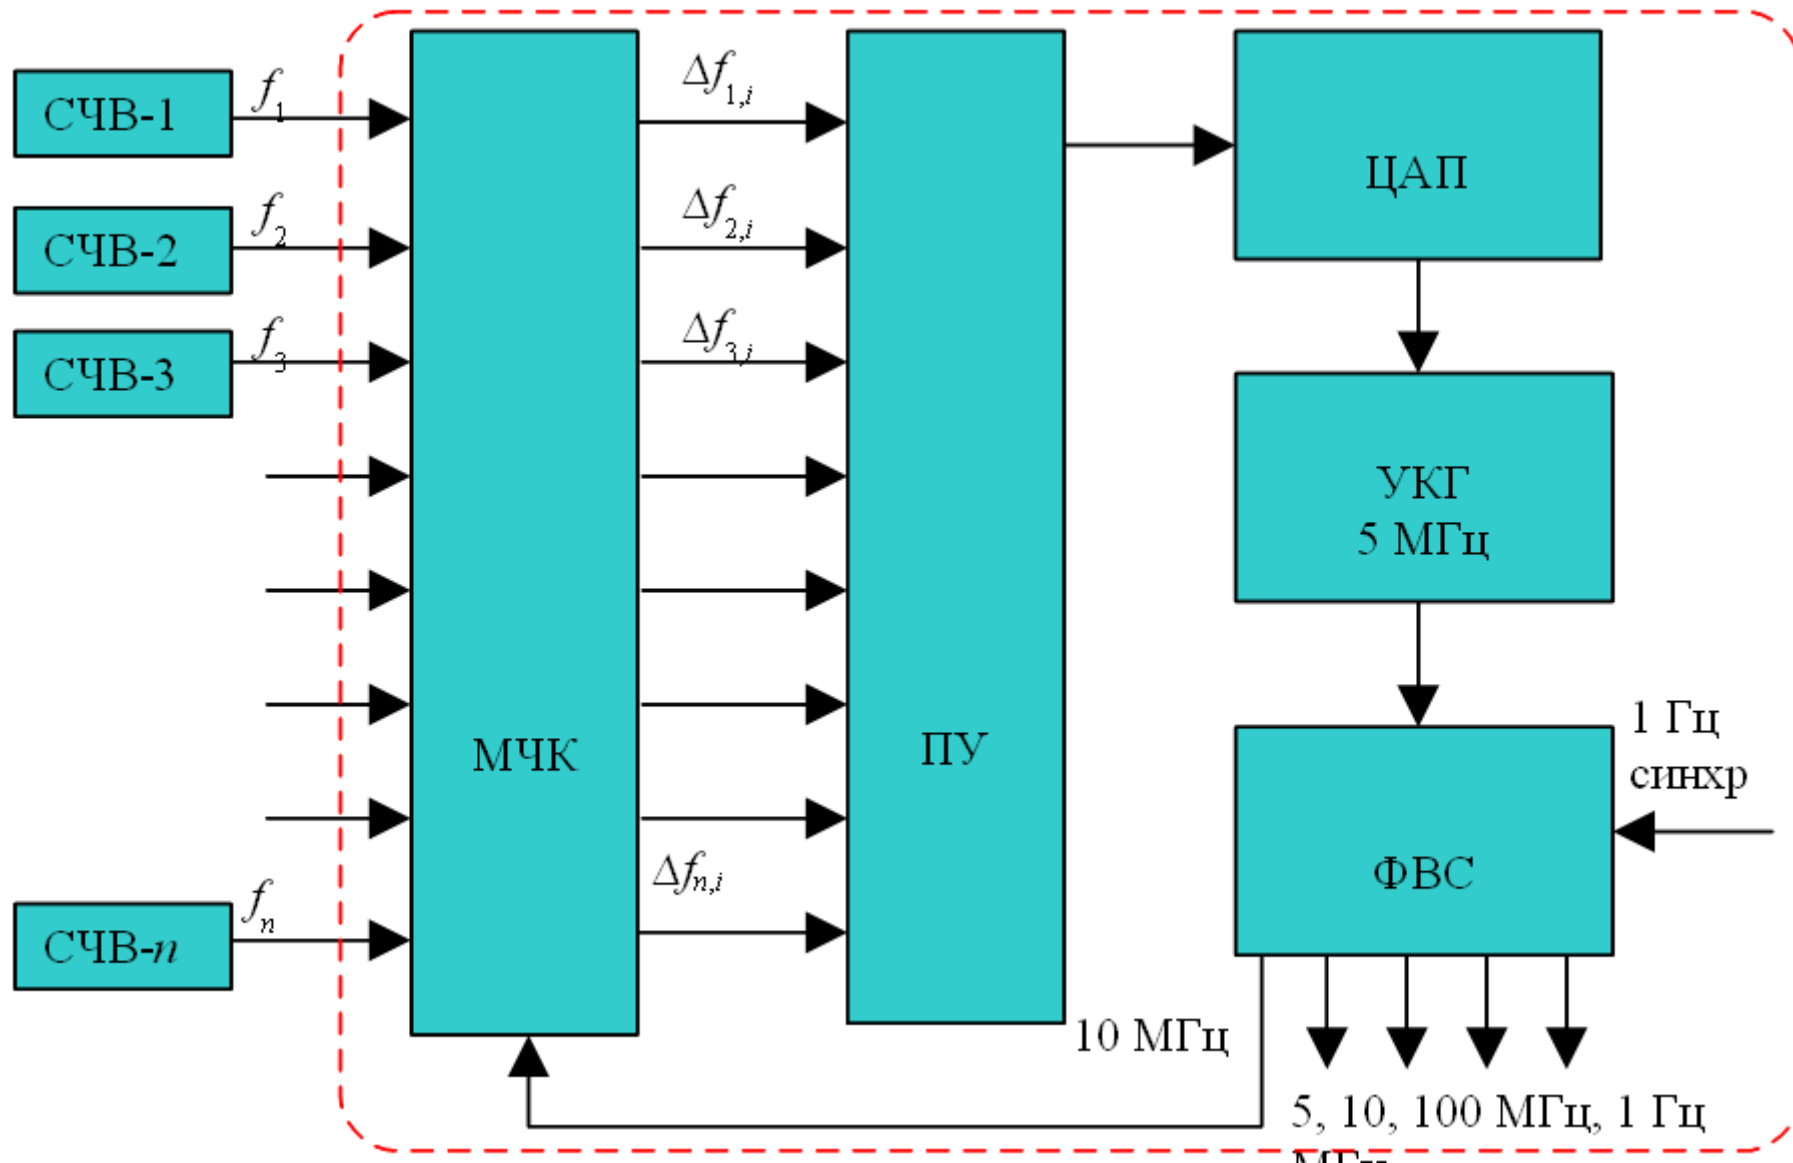 СЧВ-1
f₁
Δf₁,ᵢ
ЦАП
СЧВ-2
f₂
Δf₂,ᵢ
СЧВ-3
f₃
Δf₃,ᵢ
УКГ
5 МГц
МЧК
ПУ
1 Гц
синхр
ФВС
СЧВ-n
fₙ
Δfₙ,ᵢ
10 МГц
5, 10, 100 МГц, 1 Гц
МГц